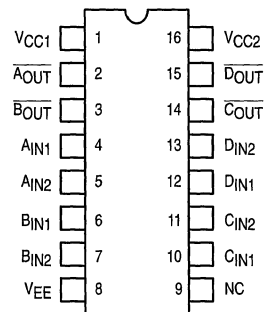 VCC1 1 16 VCC2
AOUT 2 15 DOUT
BOUT 3 14 COUT
AIN1 4 13 DIN2
AIN2 5 12 DIN1
BIN1 6 11 CIN2
BIN2 7 10 CIN1
VEE 8 9 NC